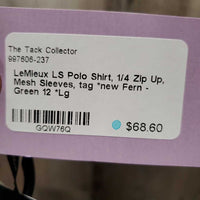 The Tack Collector
997606-237
LeMieux LS Polo Shirt, 1/4 Zip Up,
Mesh Sleeves, tag *new Fern -
Green 12 *Lg
GQW76Q
$68.60